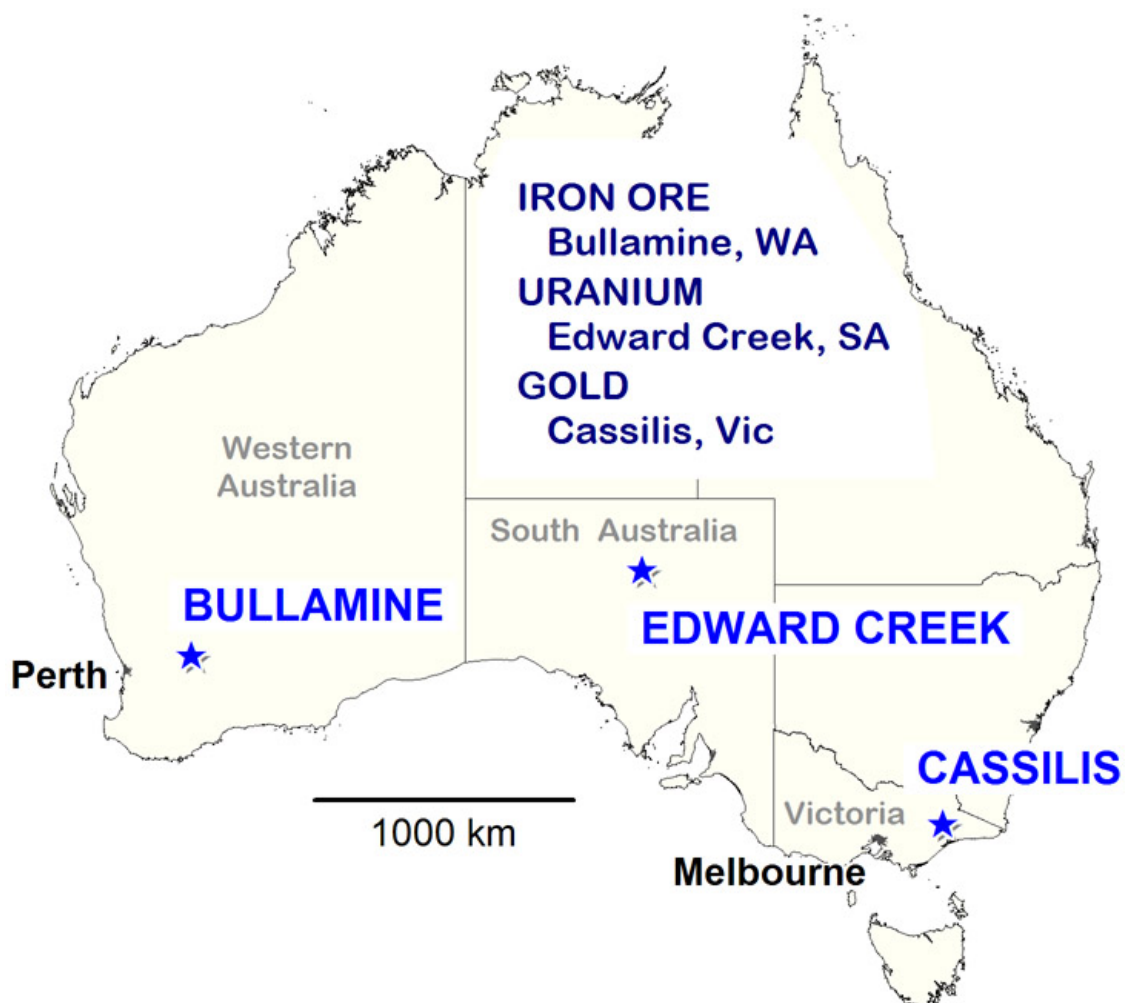 IRON ORE
Bullamine, WA
URANIUM
Edward Creek, SA
GOLD
Cassilis, Vic
Western
Australia
South Australia
BULLAMINE
EDWARD CREEK
Perth
CASSILIS
1000 km
Victoria
Melbourne